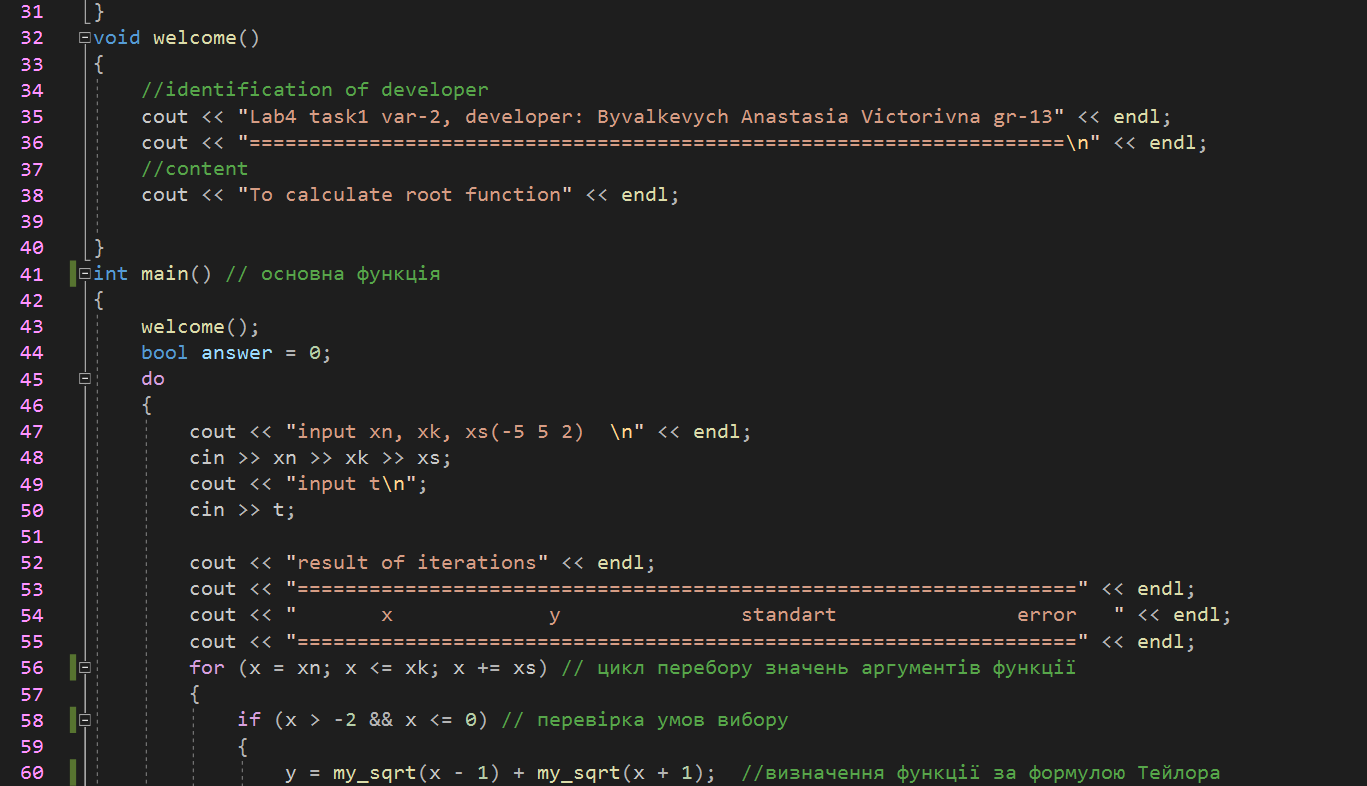 31 }
32 void welcome()
33 {
34 //identification of developer
35 cout << "Lab4 task1 var-2, developer: Byvalkevych Anastasia Victorivna gr-13" << endl;
36 cout << "====================================================================\n" << endl;
37 //content
38 cout << "To calculate root function" << endl;
39
40 }
41 int main() // основна функція
42 {
43 welcome();
44 bool answer = 0;
45 do
46 {
47 cout << "input xn, xk, xs(-5 5 2)  \n" << endl;
48 cin >> xn >> xk >> xs;
49 cout << "input t\n";
50 cin >> t;
51
52 cout << "result of iterations" << endl;
53 cout << "=================================================================" << endl;
54 cout << "       x             y               standart               error   " << endl;
55 cout << "=================================================================" << endl;
56 for (x = xn; x <= xk; x += xs) // цикл перебору значень аргументів функції
57 {
58 if (x > -2 && x <= 0) // перевірка умов вибору
59 {
60 y = my_sqrt(x - 1) + my_sqrt(x + 1);  //визначення функції за формулою Тейлора